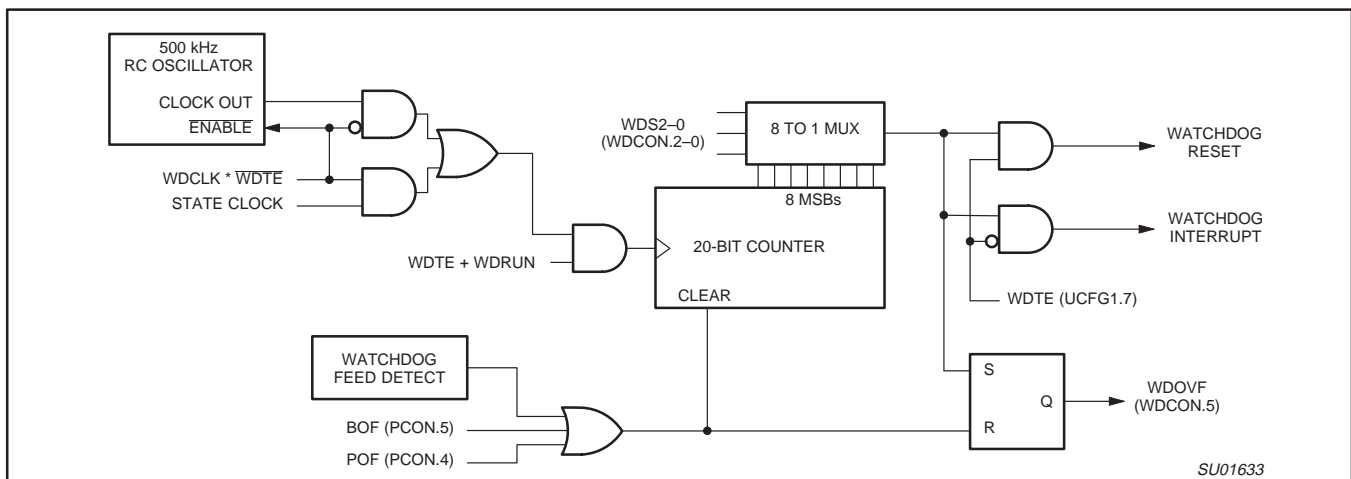 500 kHz
RC OSCILLATOR
CLOCK OUT
ENABLE
WDCLK * WDTE
STATE CLOCK
WDS2–0
(WDCON.2–0)
8 TO 1 MUX
8 MSBs
WDTE + WDRUN
20-BIT COUNTER
CLEAR
WATCHDOG
RESET
WATCHDOG
INTERRUPT
WDTE (UCFG1.7)
WATCHDOG
FEED DETECT
BOF (PCON.5)
POF (PCON.4)
S
Q
R
WDOVF
(WDCON.5)
SU01633